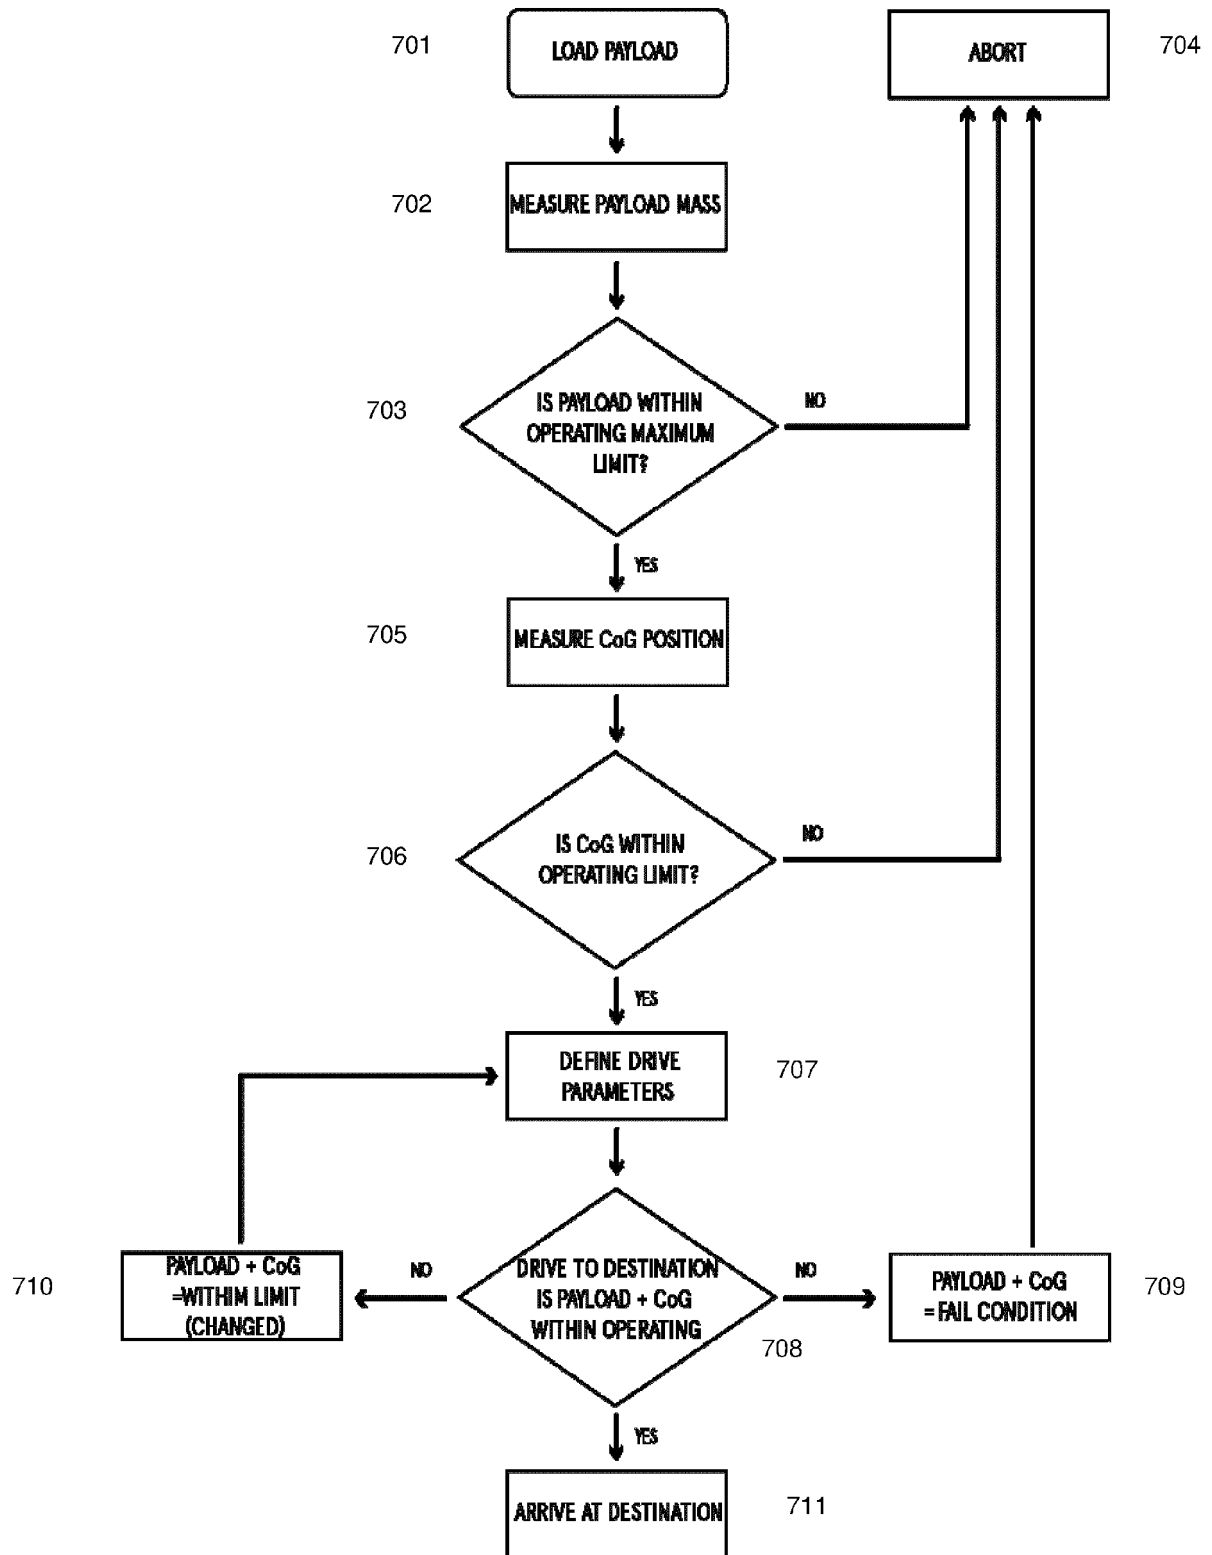 701
LOAD PAYLOAD
ABORT
704
702
MEASURE PAYLOAD MASS
703
IS PAYLOAD WITHIN
OPERATING MAXIMUM
LIMIT?
NO
YES
705
MEASURE CoG POSITION
706
IS CoG WITHIN
OPERATING LIMIT?
NO
YES
DEFINE DRIVE
PARAMETERS
707
710
PAYLOAD + CoG
=WITHIM LIMIT
(CHANGED)
NO
DRIVE TO DESTINATION
IS PAYLOAD + CoG
WITHIN OPERATING
708
NO
PAYLOAD + CoG
= FAIL CONDITION
709
YES
ARRIVE AT DESTINATION
711